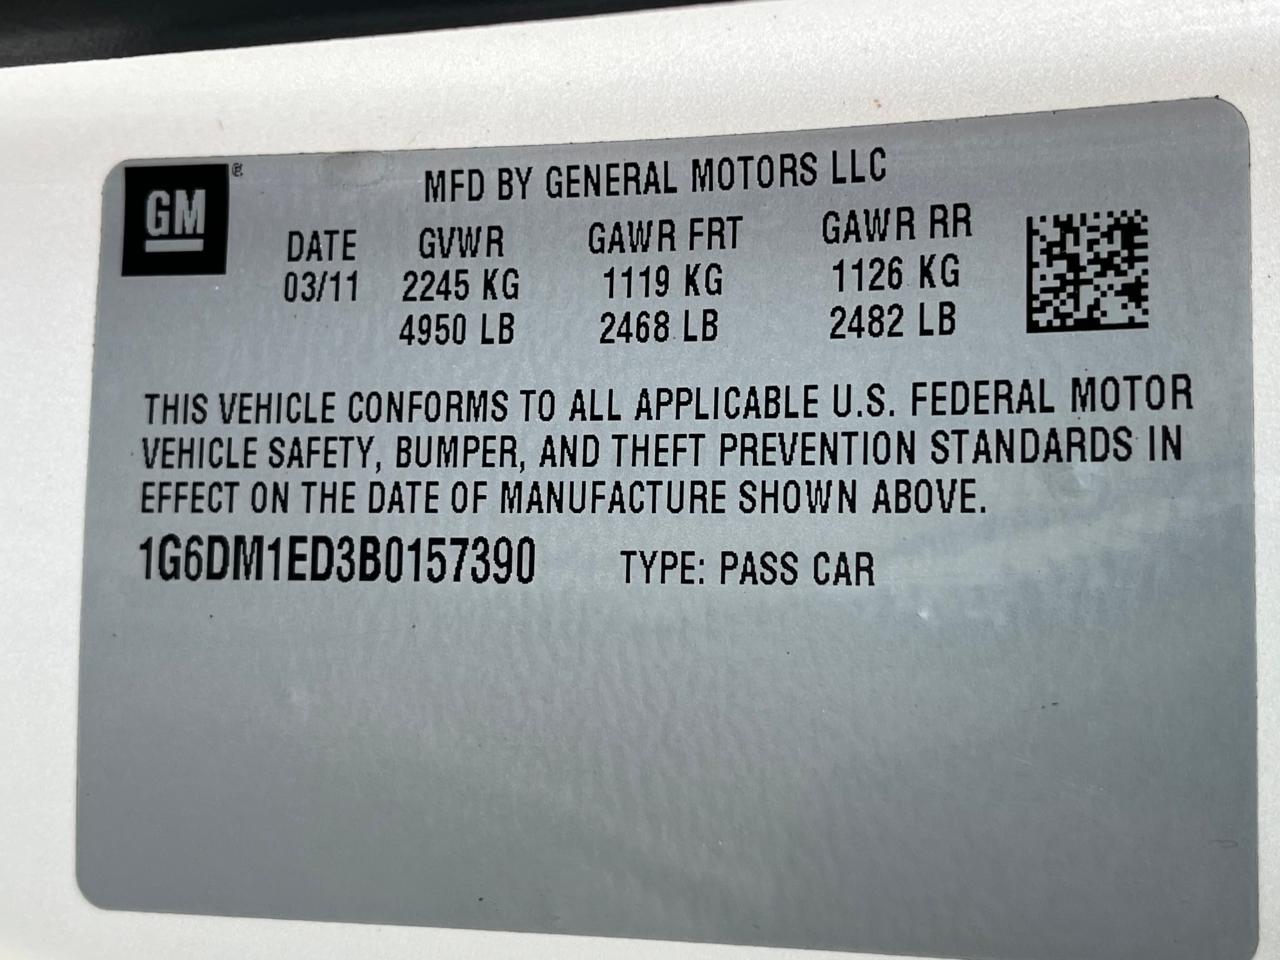 GM ®
MFD BY GENERAL MOTORS LLC
DATE GVWR GAWR FRT GAWR RR
03/11 2245 KG 1119 KG 1126 KG
4950 LB 2468 LB 2482 LB
THIS VEHICLE CONFORMS TO ALL APPLICABLE U.S. FEDERAL MOTOR
VEHICLE SAFETY, BUMPER, AND THEFT PREVENTION STANDARDS IN
EFFECT ON THE DATE OF MANUFACTURE SHOWN ABOVE.
1G6DM1ED3B0157390 TYPE: PASS CAR